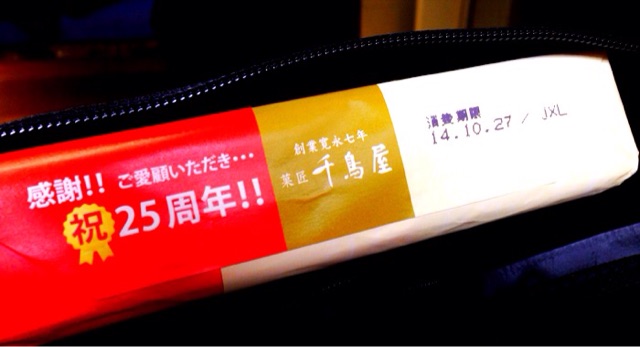 感謝!! ご愛顧いただき…
祝 25周年!!
創業寛永七年
菓匠 千鳥屋
消費期限
14.10.27 / JXL